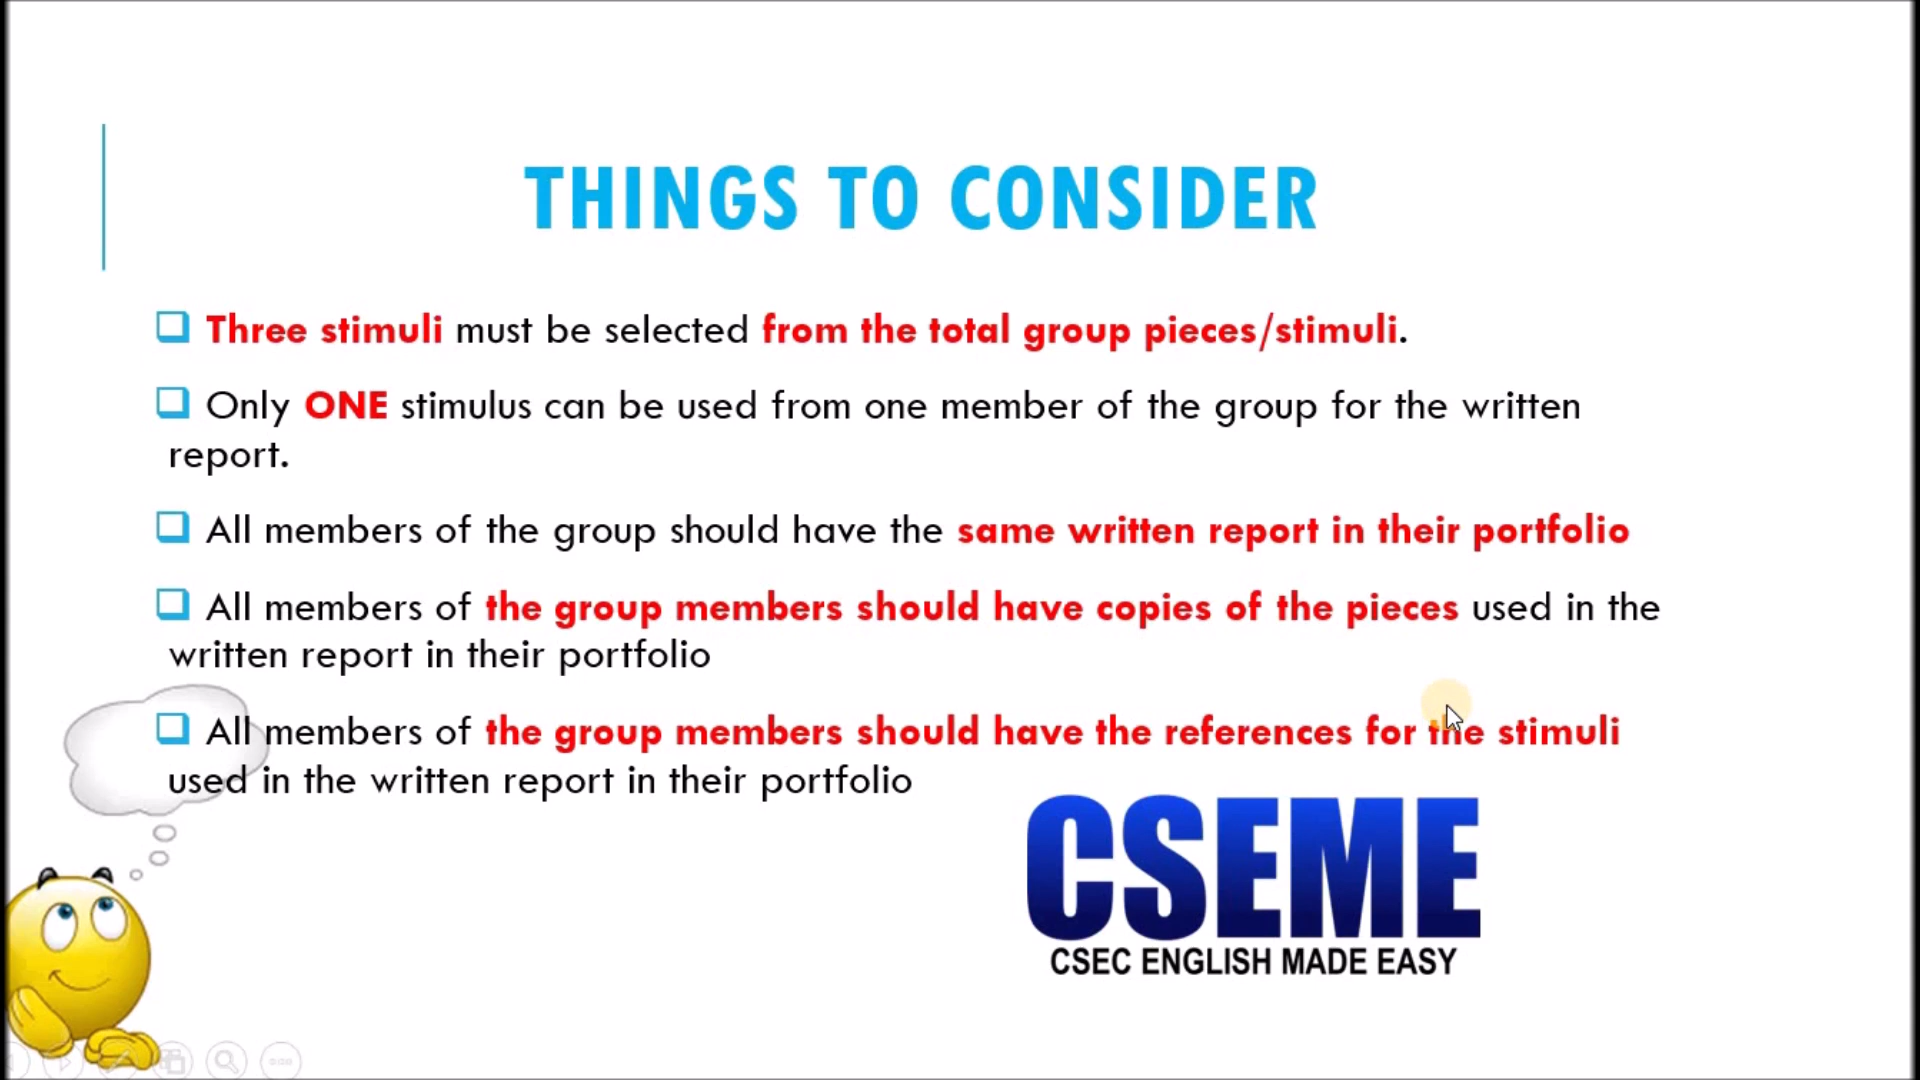 THINGS TO CONSIDER
Three stimuli must be selected from the total group pieces/stimuli.
Only ONE stimulus can be used from one member of the group for the written
report.
All members of the group should have the same written report in their portfolio
All members of the group members should have copies of the pieces used in the
written report in their portfolio
All members of the group members should have the references for the stimuli
used in the written report in their portfolio
CSEME
CSEC ENGLISH MADE EASY